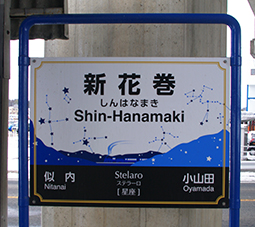 新花巻
しんはなまき
Shin-Hanamaki
似内
Nitanai
Stelaro
ステラーロ
[星座]
小山田
Oyamada